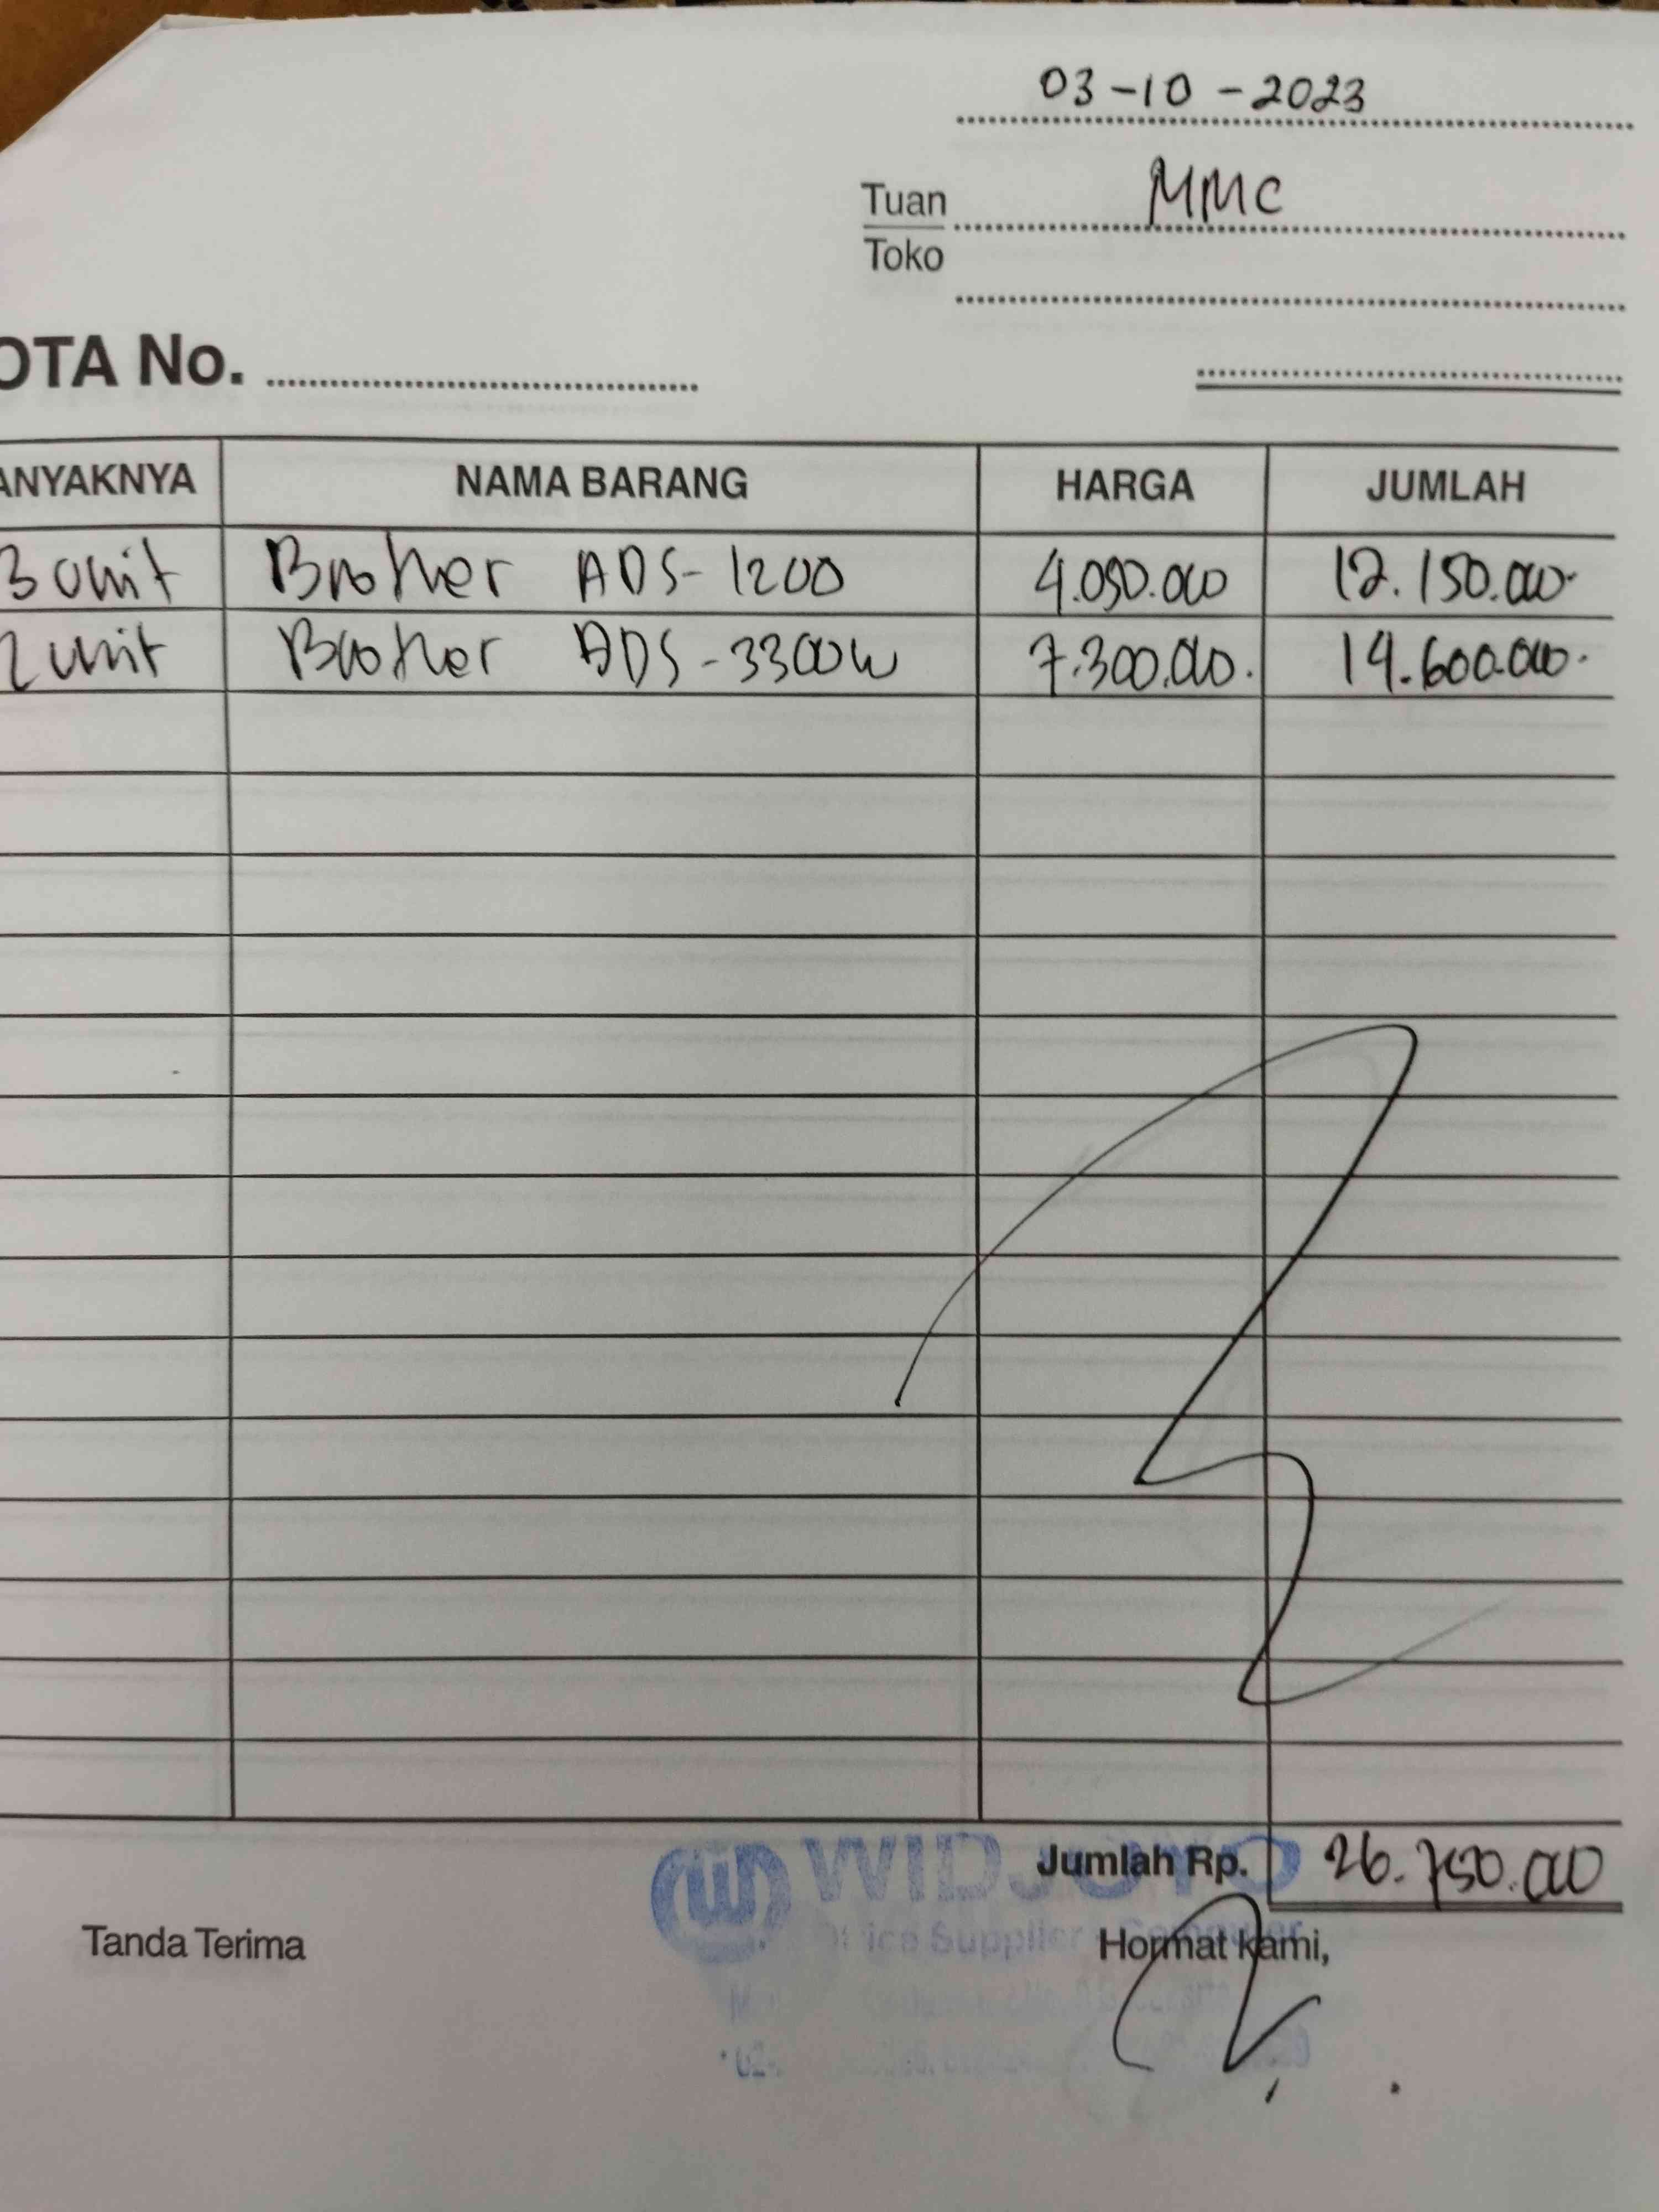 03-10-2023
Tuan MMC
Toko
OTA No.
ANYAKNYA NAMA BARANG HARGA JUMLAH
3 unit Brother ADS-1200 4.050.000 12.150.000
2 unit Brother ADS-3300W 7.300.000. 14.600.000.
WIDJOYO
Jumlah Rp. 26.750.000
Supplier Computer
Tanda Terima Hormat kami,